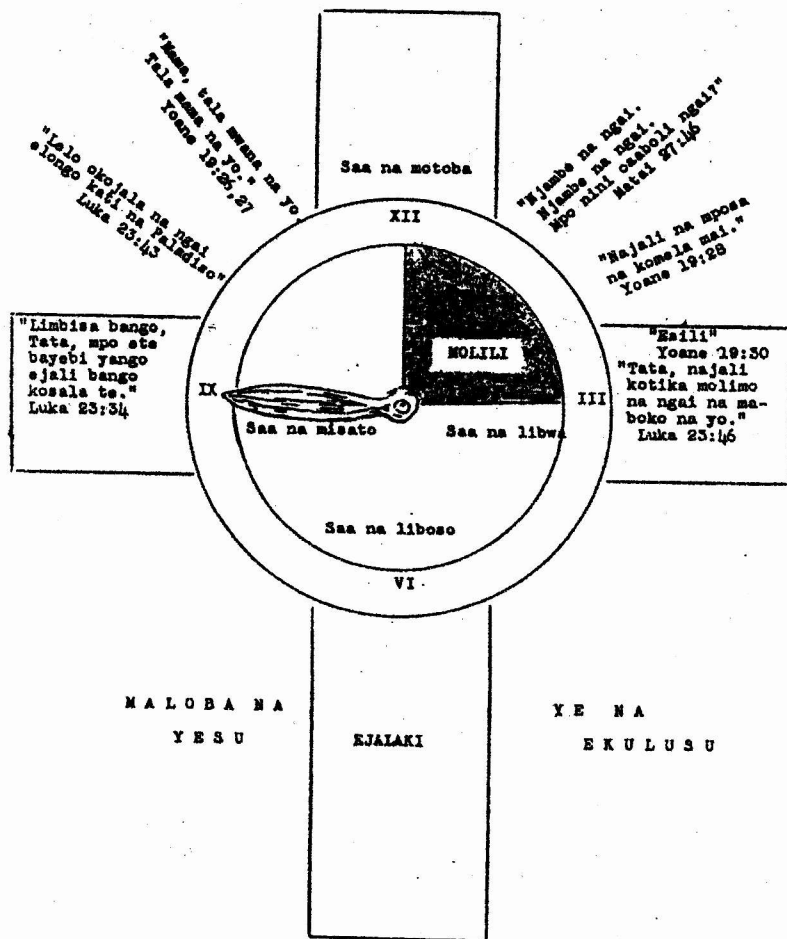 "Mama, tala mwana na yo,
Tala mama na yo."
Yoane 19:26,27
"Lelo okojala na ngai
elongo kati na Paladiso"
Luka 23:43
Saa na motoba
"Njambe na ngai.
Njambe na ngai.
Mpo nini oaboli ngai?"
Matai 27:46
"Najali na mposa
na komela mai."
Yoane 19:28
XII
MOLILI
"Limbisa bango,
Tata, mpo ete
bayebi yango
ejali bango
kosala te."
Luka 23:34
IX
III
"Esili"
Yoane 19:30
"Tata, najali
kotika molimo
na ngai na ma-
boko na yo."
Luka 23:46
Saa na misato
Saa na libwa
Saa na liboso
VI
MALOBA NA
YESU
EJALAKI
YE NA
EKULUSU